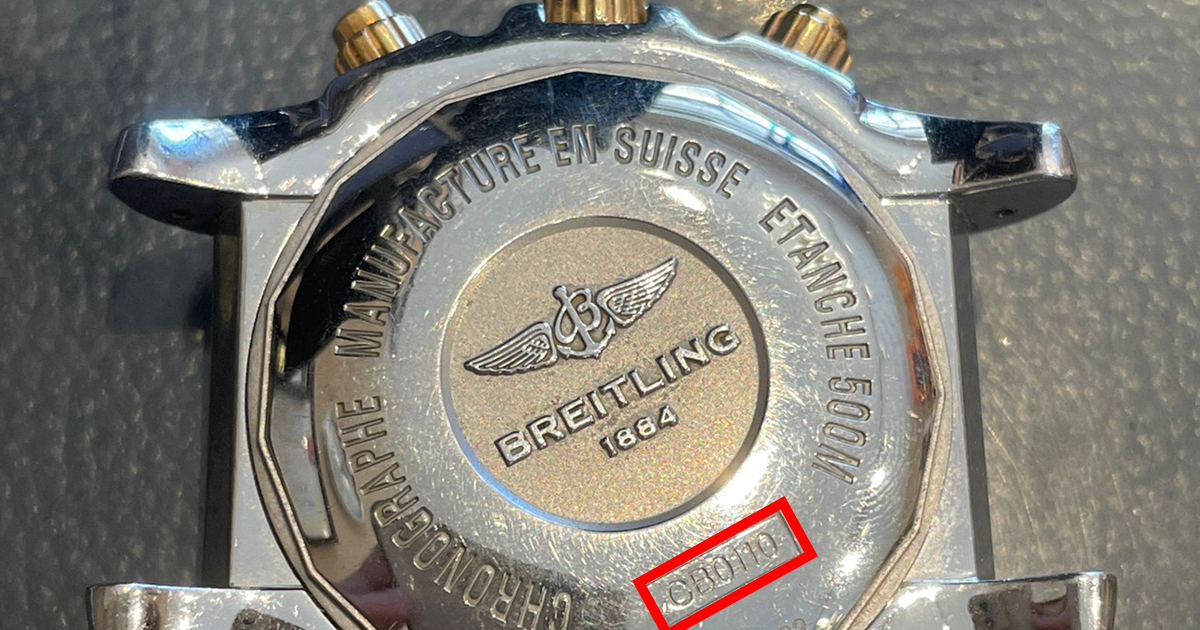 CHRONOGRAPHE MANUFACTURE EN SUISSE ETANCHE 500M
BREITLING
1884
CB0110